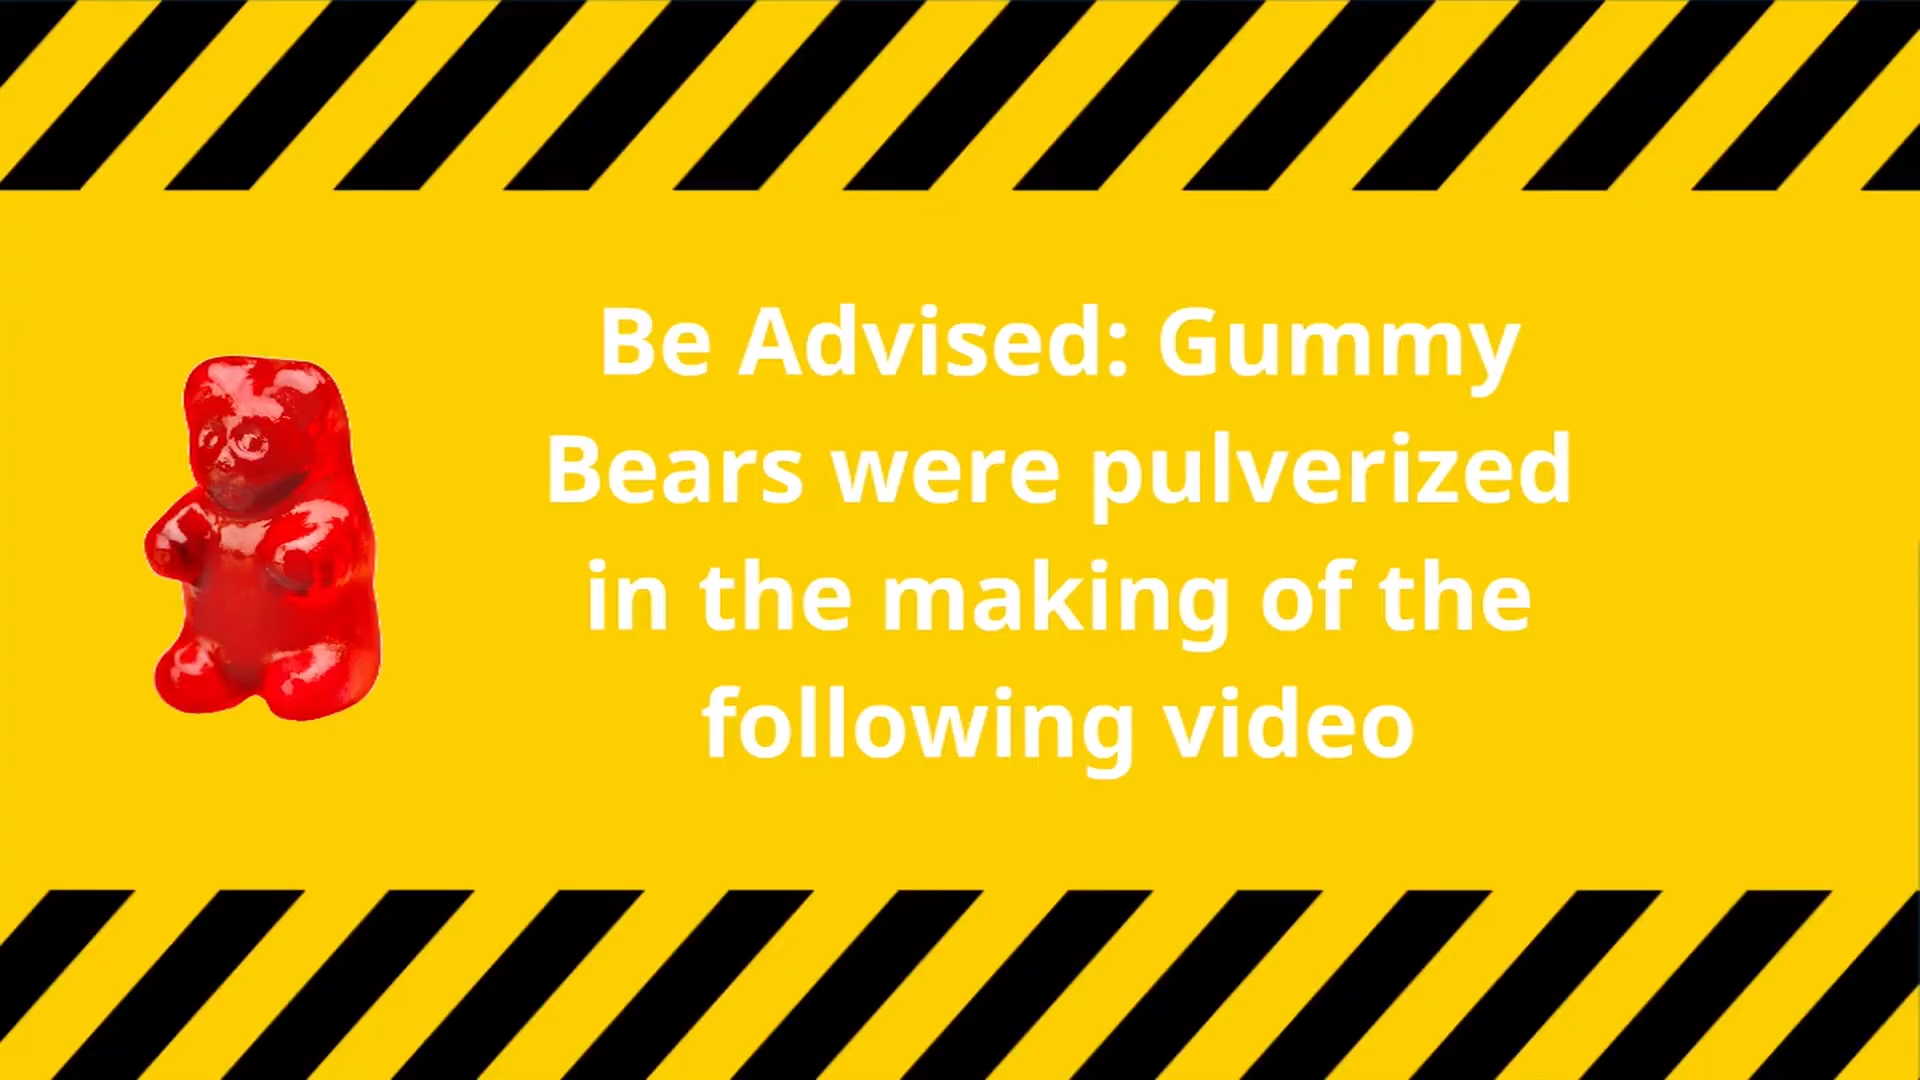 Be Advised: Gummy
Bears were pulverized
in the making of the
following video